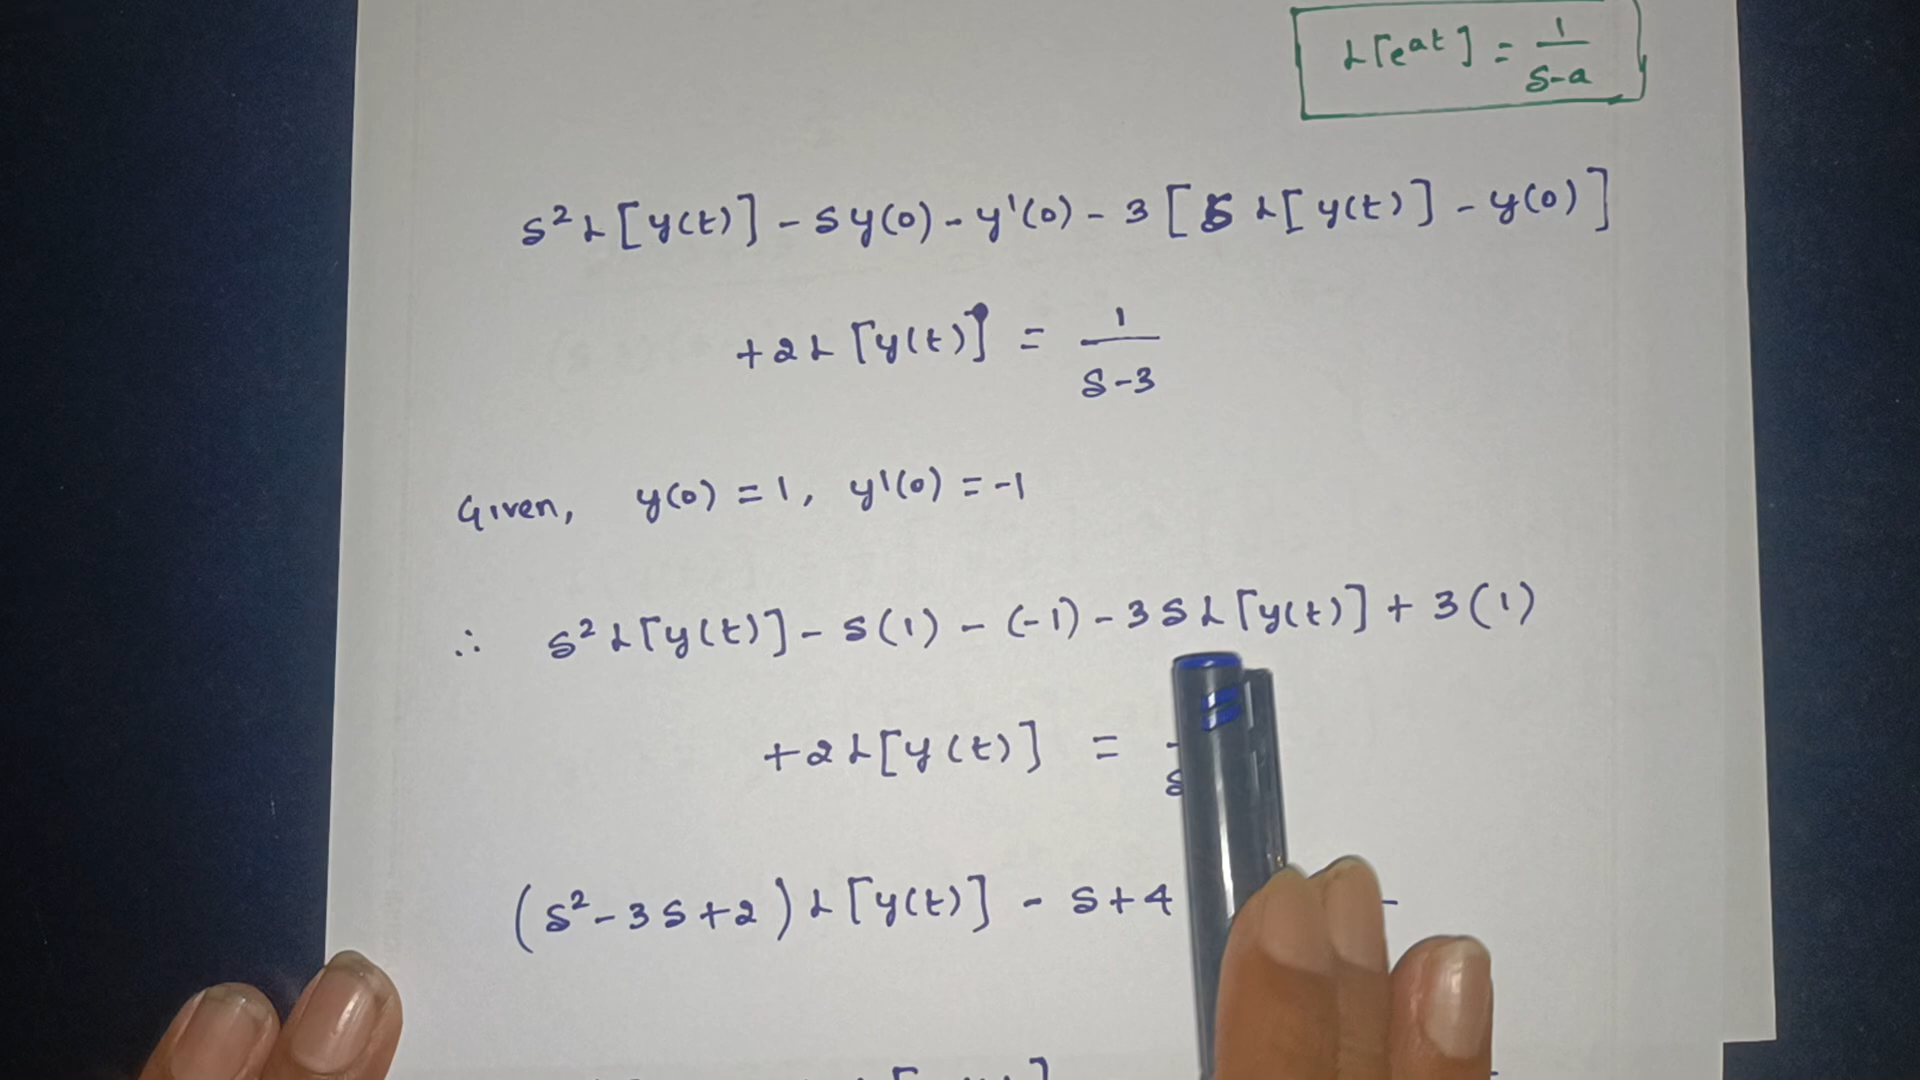 L[e^at] = 1/(s-a)
s²L[y(t)] - sy(0) - y'(0) - 3[s L[y(t)] - y(0)]
+2L[y(t)] = 1/(s-3)
Given, y(0) = 1, y'(0) = -1
∴ s²L[y(t)] - s(1) - (-1) - 3sL[y(t)] + 3(1)
+2L[y(t)] =
(s²-3s+2)L[y(t)] - s+4